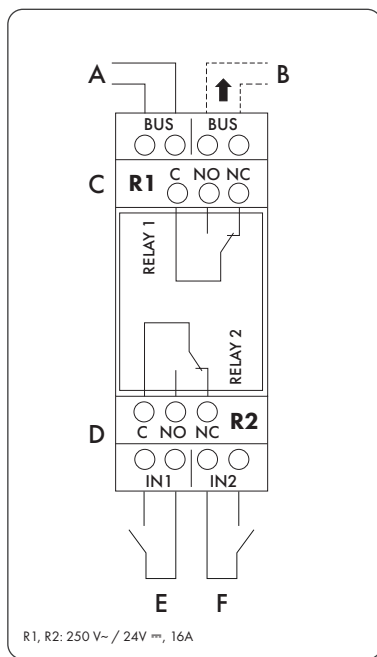 A B
BUS BUS
C R1 C NO NC
RELAY 1
RELAY 2
D C NO NC R2
IN1 IN2
E F
R1, R2: 250 V~ / 24V ⎓, 16A